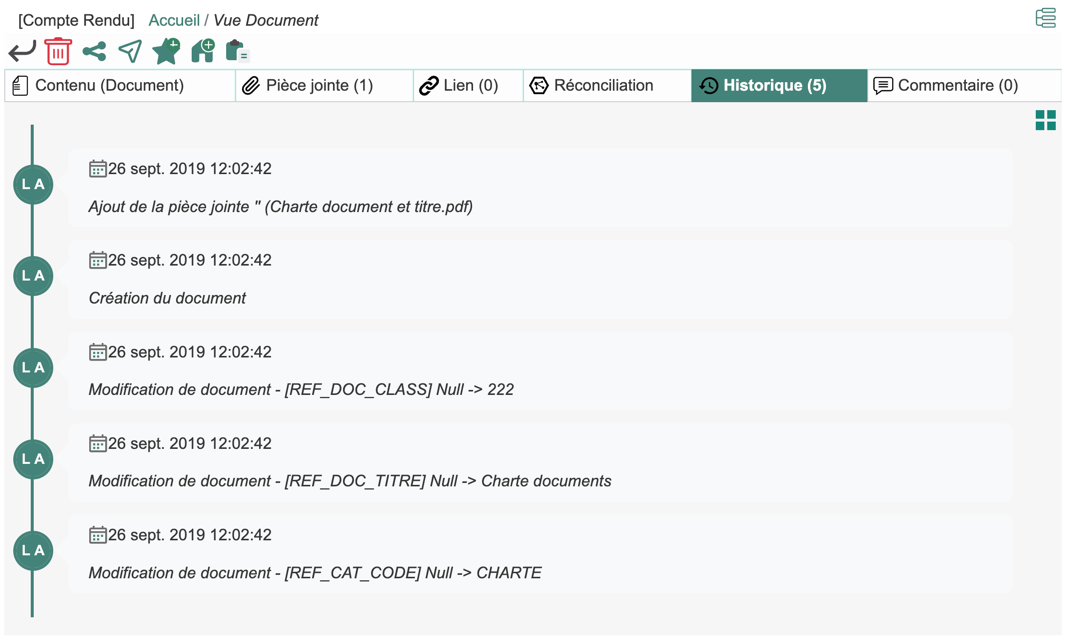 [Compte Rendu] Accueil / Vue Document
Contenu (Document) Pièce jointe (1) Lien (0) Réconciliation Historique (5) Commentaire (0)
L A
26 sept. 2019 12:02:42
Ajout de la pièce jointe '' (Charte document et titre.pdf)
L A
26 sept. 2019 12:02:42
Création du document
L A
26 sept. 2019 12:02:42
Modification de document - [REF_DOC_CLASS] Null -> 222
L A
26 sept. 2019 12:02:42
Modification de document - [REF_DOC_TITRE] Null -> Charte documents
L A
26 sept. 2019 12:02:42
Modification de document - [REF_CAT_CODE] Null -> CHARTE